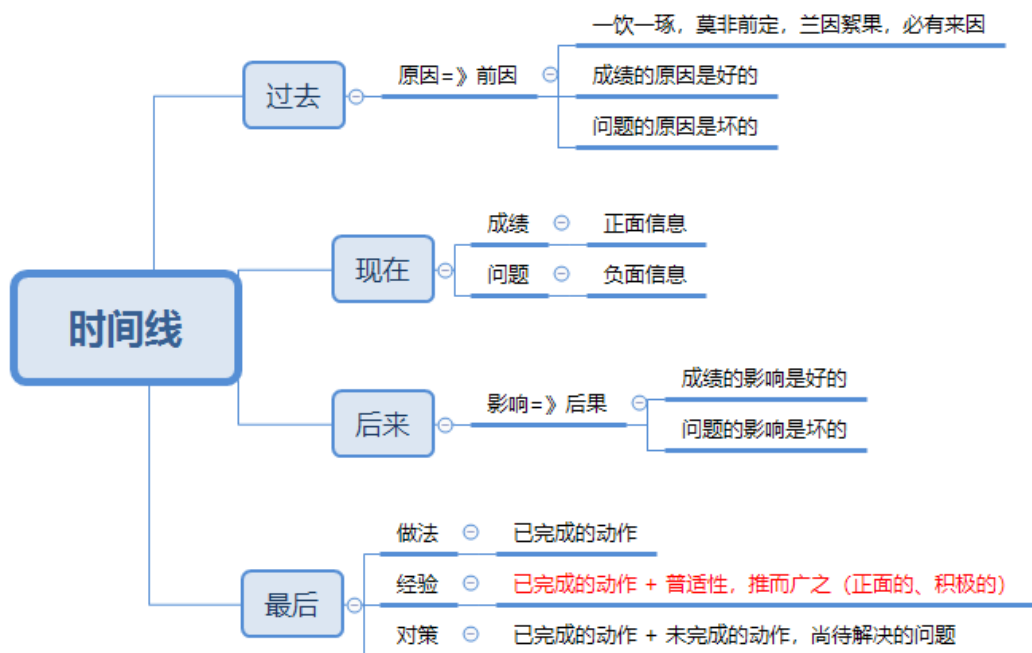 时间线
过去
原因=》前因
一饮一琢，莫非前定，兰因絮果，必有来因
成绩的原因是好的
问题的原因是坏的
现在
成绩
正面信息
问题
负面信息
后来
影响=》后果
成绩的影响是好的
问题的影响是坏的
最后
做法
已完成的动作
经验
已完成的动作 + 普适性，推而广之（正面的、积极的）
对策
已完成的动作 + 未完成的动作，尚待解决的问题